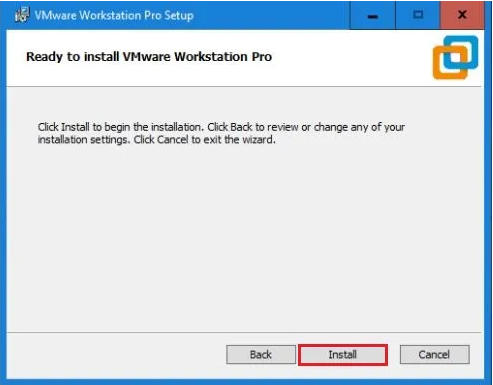 VMware Workstation Pro Setup
Ready to install VMware Workstation Pro
Click Install to begin the installation. Click Back to review or change any of your
installation settings. Click Cancel to exit the wizard.
Back Install Cancel